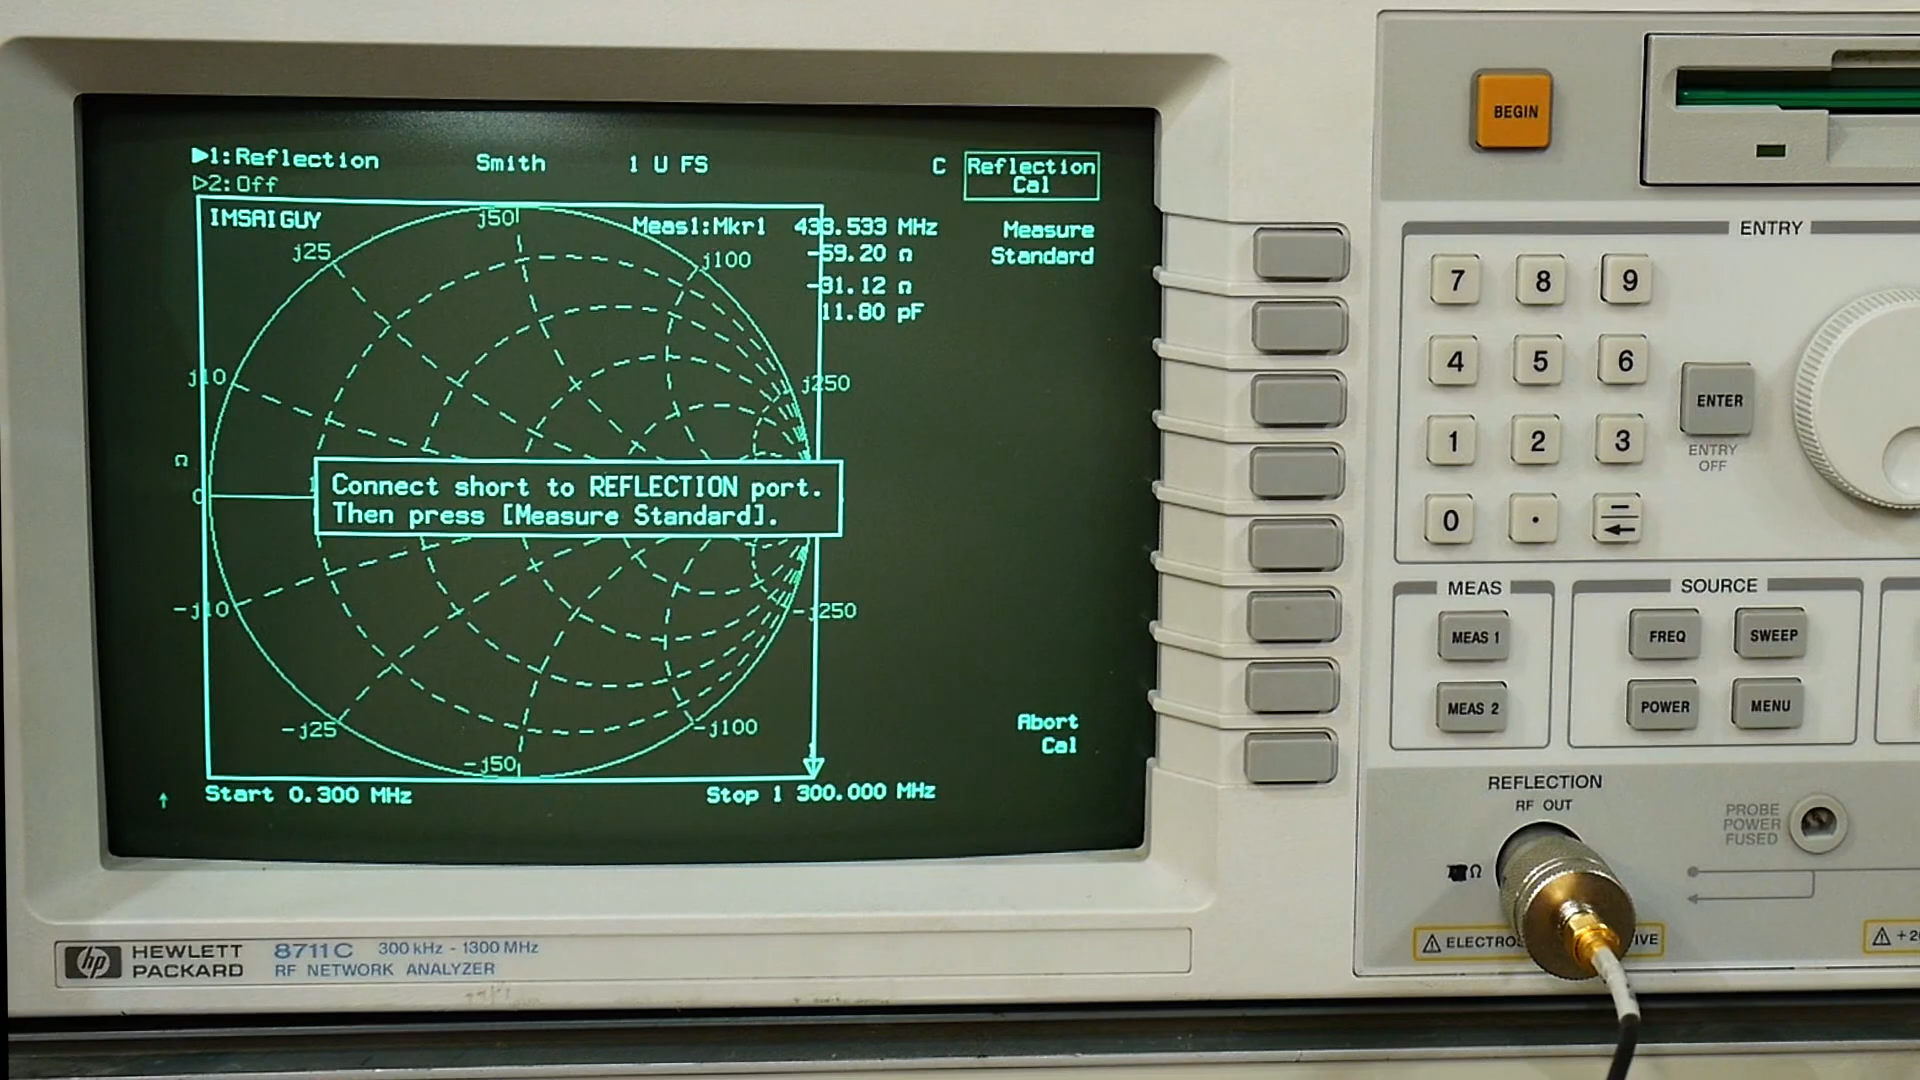 ▶1:Reflection Smith 1 U FS C Reflection Cal
▷2:Off
IMSAIGUY
Meas1:Mkr1 433.533 MHz
-59.20 Ω
-31.12 Ω
11.80 pF
Measure
Standard
j50
j25
j100
j10
j250
Ω
0
Connect short to REFLECTION port.
Then press [Measure Standard].
-j10
-j250
-j25
-j100
-j50
Abort
Cal
Start 0.300 MHz
Stop 1 300.000 MHz
hp HEWLETT PACKARD
8711C 300 kHz - 1300 MHz
RF NETWORK ANALYZER
BEGIN
ENTRY
7 8 9
4 5 6
1 2 3
0 . −
ENTER
ENTRY
OFF
MEAS
MEAS 1
MEAS 2
SOURCE
FREQ SWEEP
POWER MENU
REFLECTION
RF OUT
Ω
PROBE
POWER
FUSED